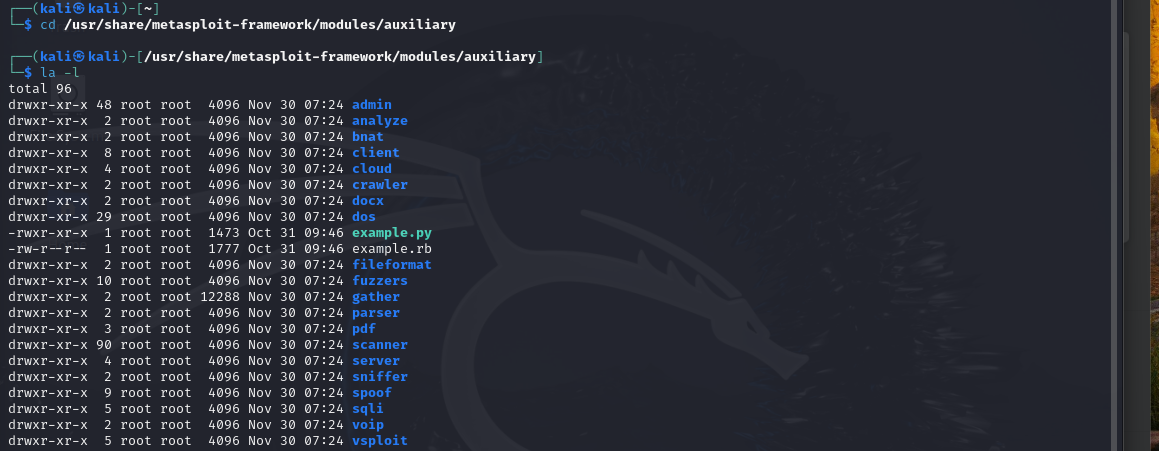 ┌──(kali㉿kali)-[~]
└─$ cd /usr/share/metasploit-framework/modules/auxiliary
┌──(kali㉿kali)-[/usr/share/metasploit-framework/modules/auxiliary]
└─$ la -l
total 96
drwxr-xr-x 48 root root  4096 Nov 30 07:24 admin
drwxr-xr-x  2 root root  4096 Nov 30 07:24 analyze
drwxr-xr-x  2 root root  4096 Nov 30 07:24 bnat
drwxr-xr-x  8 root root  4096 Nov 30 07:24 client
drwxr-xr-x  4 root root  4096 Nov 30 07:24 cloud
drwxr-xr-x  2 root root  4096 Nov 30 07:24 crawler
drwxr-xr-x  2 root root  4096 Nov 30 07:24 docx
drwxr-xr-x 29 root root  4096 Nov 30 07:24 dos
-rwxr-xr-x  1 root root  1473 Oct 31 09:46 example.py
-rw-r--r--  1 root root  1777 Oct 31 09:46 example.rb
drwxr-xr-x  2 root root  4096 Nov 30 07:24 fileformat
drwxr-xr-x 10 root root  4096 Nov 30 07:24 fuzzers
drwxr-xr-x  2 root root 12288 Nov 30 07:24 gather
drwxr-xr-x  2 root root  4096 Nov 30 07:24 parser
drwxr-xr-x  3 root root  4096 Nov 30 07:24 pdf
drwxr-xr-x 90 root root  4096 Nov 30 07:24 scanner
drwxr-xr-x  4 root root  4096 Nov 30 07:24 server
drwxr-xr-x  2 root root  4096 Nov 30 07:24 sniffer
drwxr-xr-x  9 root root  4096 Nov 30 07:24 spoof
drwxr-xr-x  5 root root  4096 Nov 30 07:24 sqli
drwxr-xr-x  2 root root  4096 Nov 30 07:24 voip
drwxr-xr-x  5 root root  4096 Nov 30 07:24 vsploit